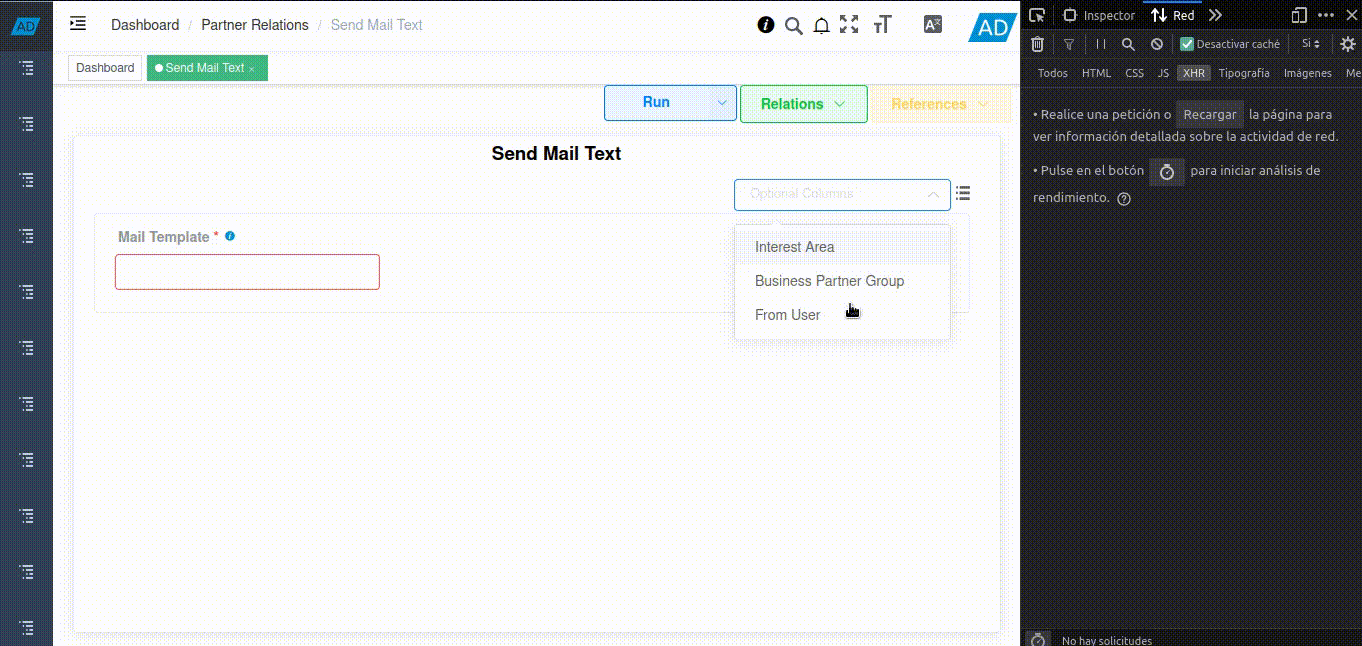 AD
Dashboard / Partner Relations / Send Mail Text
AD
Dashboard
Send Mail Text ×
Run
Relations
References
Send Mail Text
Optional Columns
Mail Template *
Interest Area
Business Partner Group
From User
Inspector
Red
Desactivar caché
Si
Todos HTML CSS JS XHR Tipografía Imágenes Me
• Realice una petición o Recargar la página para
ver información detallada sobre la actividad de red.
• Pulse en el botón para iniciar análisis de
rendimiento.
No hay solicitudes